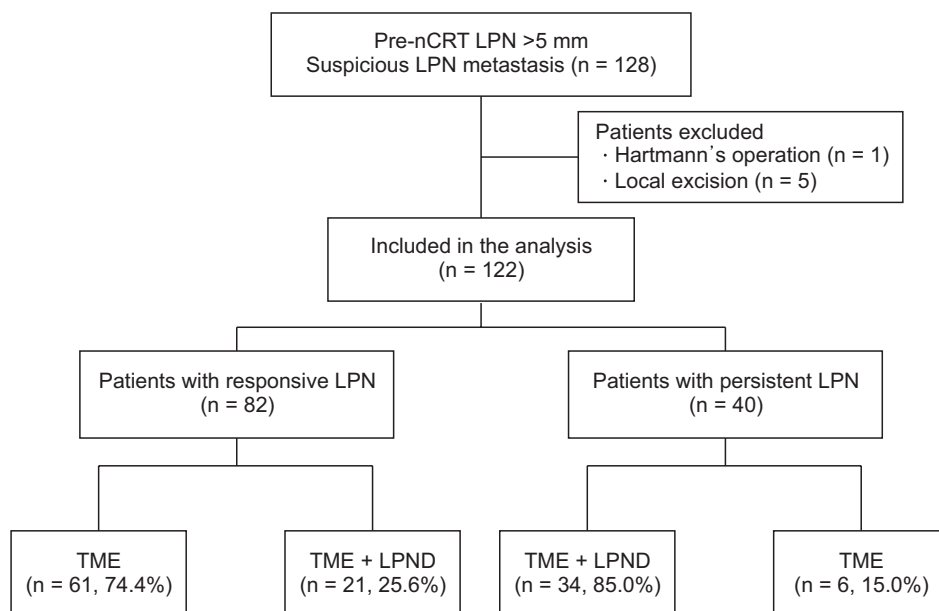 Pre-nCRT LPN >5 mm
Suspicious LPN metastasis (n = 128)
Patients excluded
· Hartmann's operation (n = 1)
· Local excision (n = 5)
Included in the analysis
(n = 122)
Patients with responsive LPN
(n = 82)
Patients with persistent LPN
(n = 40)
TME
(n = 61, 74.4%)
TME + LPND
(n = 21, 25.6%)
TME + LPND
(n = 34, 85.0%)
TME
(n = 6, 15.0%)